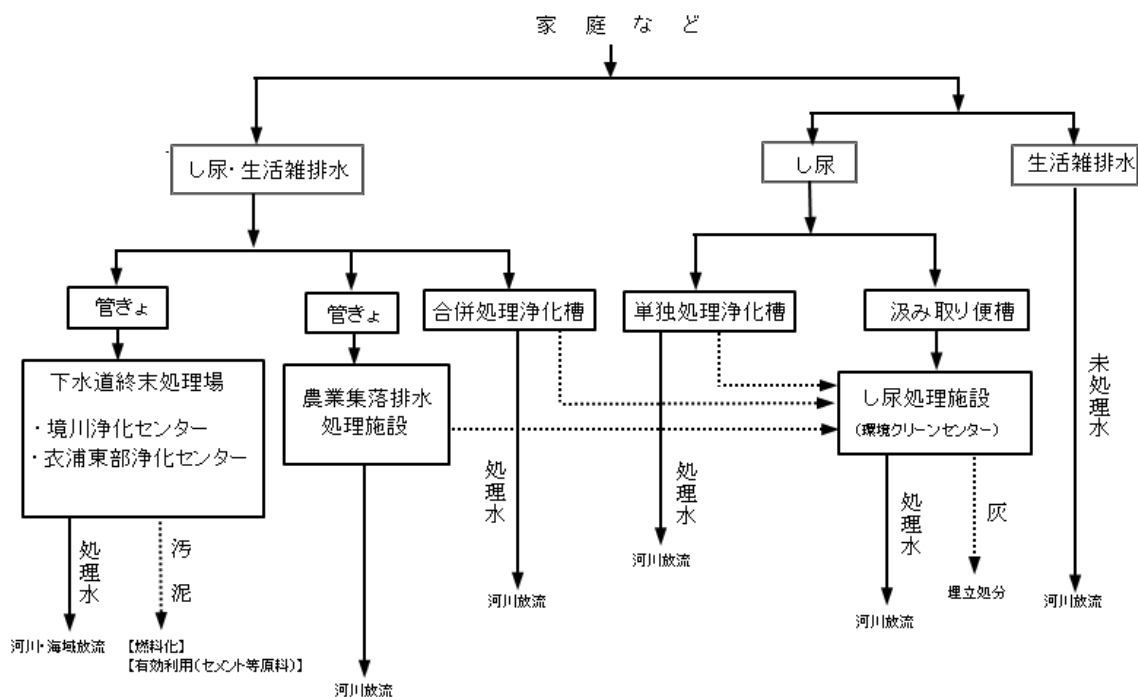 家庭など
し尿・生活雑排水
し尿
生活雑排水
管きょ
管きょ
合併処理浄化槽
単独処理浄化槽
汲み取り便槽
下水道終末処理場
・境川浄化センター
・衣浦東部浄化センター
農業集落排水
処理施設
し尿処理施設
(環境クリーンセンター)
未処理水
処理水
汚泥
処理水
処理水
処理水
灰
河川・海域放流
【燃料化】
【有効利用(セメント等原料)】
河川放流
河川放流
河川放流
河川放流
埋立処分
河川放流